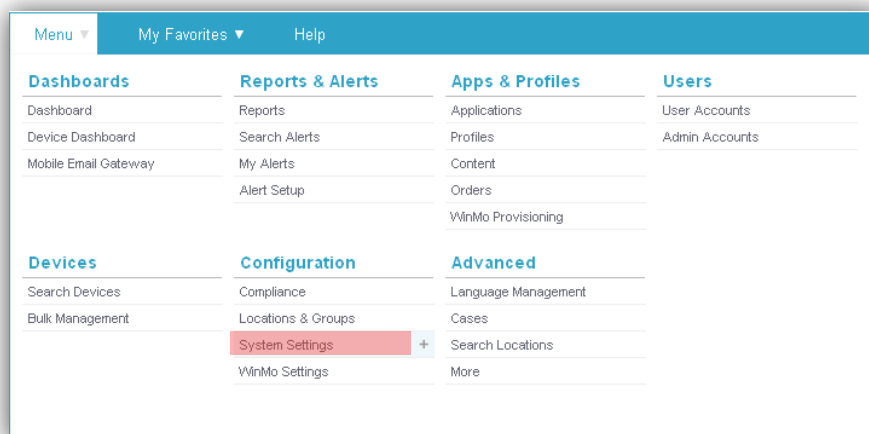 Menu ▼ My Favorites ▼ Help
Dashboards Reports & Alerts Apps & Profiles Users
Dashboard Reports Applications User Accounts
Device Dashboard Search Alerts Profiles Admin Accounts
Mobile Email Gateway My Alerts Content
Alert Setup Orders
WinMo Provisioning
Devices Configuration Advanced
Search Devices Compliance Language Management
Bulk Management Locations & Groups Cases
System Settings + Search Locations
WinMo Settings More